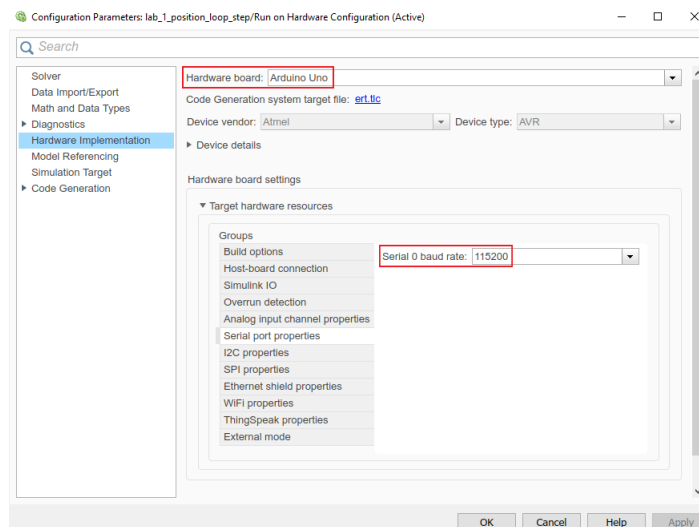 Configuration Parameters: lab_1_position_loop_step/Run on Hardware Configuration (Active)
Search
Solver
Data Import/Export
Math and Data Types
Diagnostics
Hardware Implementation
Model Referencing
Simulation Target
Code Generation
Hardware board: Arduino Uno
Code Generation system target file: ert.tlc
Device vendor: Atmel Device type: AVR
Device details
Hardware board settings
Target hardware resources
Groups
Build options
Host-board connection
Simulink IO
Overrun detection
Analog input channel properties
Serial port properties
I2C properties
SPI properties
Ethernet shield properties
WiFi properties
ThingSpeak properties
External mode
Serial 0 baud rate: 115200
OK Cancel Help Apply